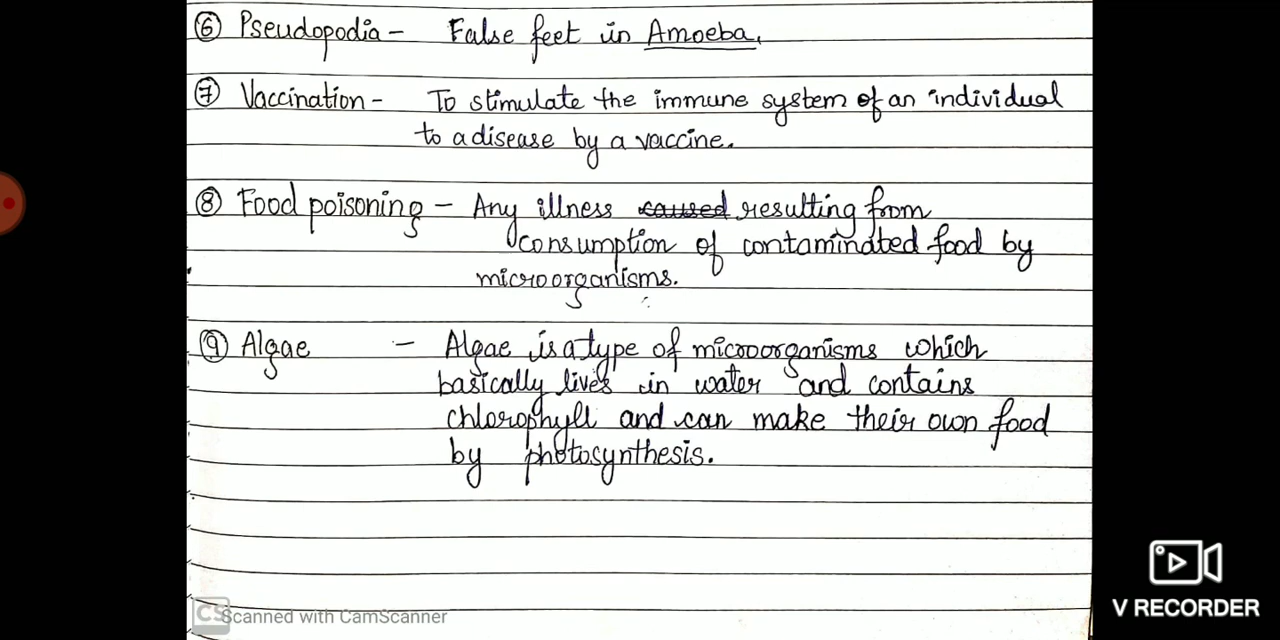 ⑥ Pseudopodia - False feet in Amoeba.
⑦ Vaccination - To stimulate the immune system of an individual
to a disease by a vaccine.
⑧ Food poisoning - Any illness caused resulting from
consumption of contaminated food by
microorganisms.
⑨ Algae - Algae is a type of microorganisms which
basically lives in water and contains
chlorophyll and can make their own food
by photosynthesis.
CS Scanned with CamScanner
V RECORDER